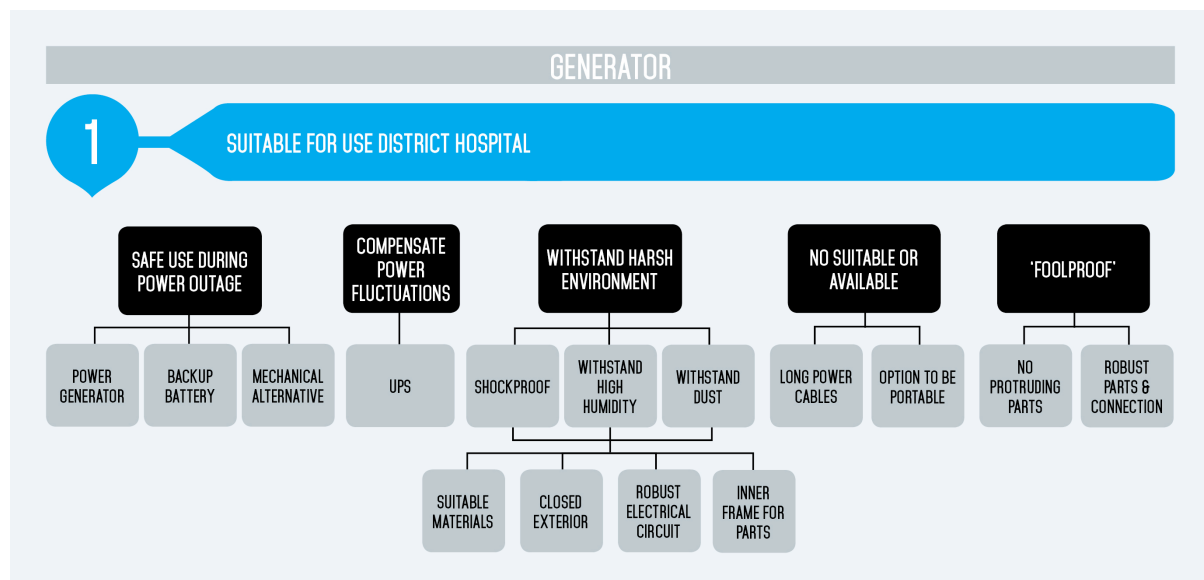 GENERATOR
1
SUITABLE FOR USE DISTRICT HOSPITAL
SAFE USE DURING
POWER OUTAGE
COMPENSATE
POWER
FLUCTUATIONS
WITHSTAND HARSH
ENVIRONMENT
NO SUITABLE OR
AVAILABLE
'FOOLPROOF'
POWER
GENERATOR
BACKUP
BATTERY
MECHANICAL
ALTERNATIVE
UPS
SHOCKPROOF
WITHSTAND
HIGH
HUMIDITY
WITHSTAND
DUST
LONG POWER
CABLES
OPTION TO BE
PORTABLE
NO
PROTRUDING
PARTS
ROBUST
PARTS &
CONNECTION
SUITABLE
MATERIALS
CLOSED
EXTERIOR
ROBUST
ELECTRICAL
CIRCUIT
INNER
FRAME FOR
PARTS